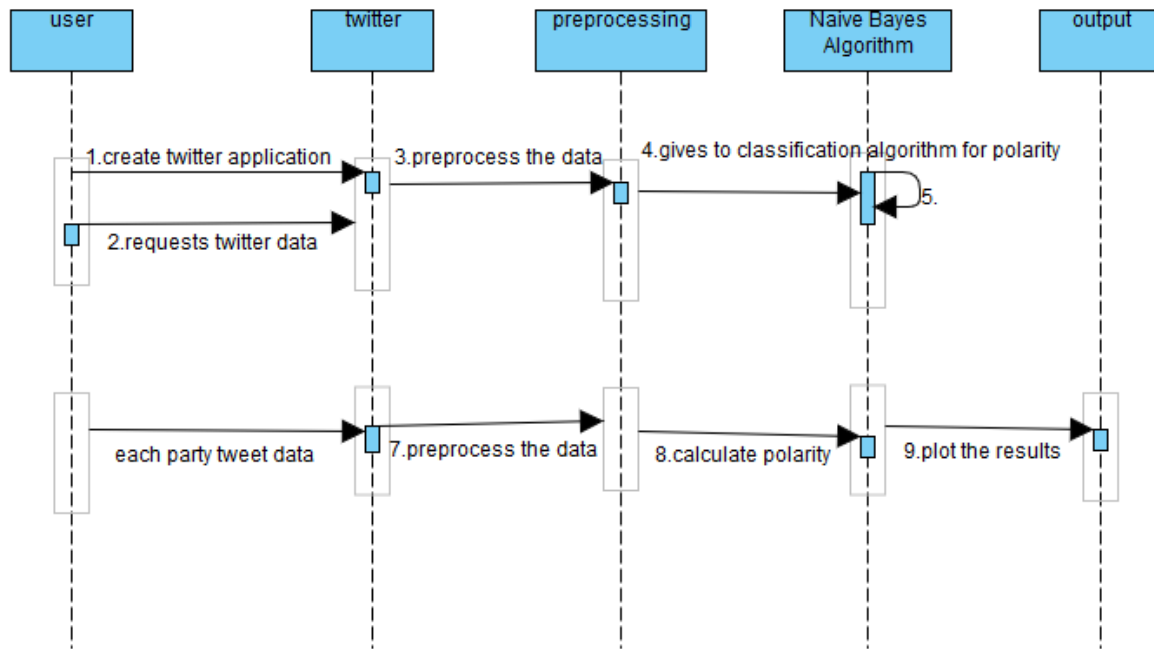 user
twitter
preprocessing
Naive Bayes
Algorithm
output
1.create twitter application
3.preprocess the data
4.gives to classification algorithm for polarity
5.
2.requests twitter data
each party tweet data
7.preprocess the data
8.calculate polarity
9.plot the results